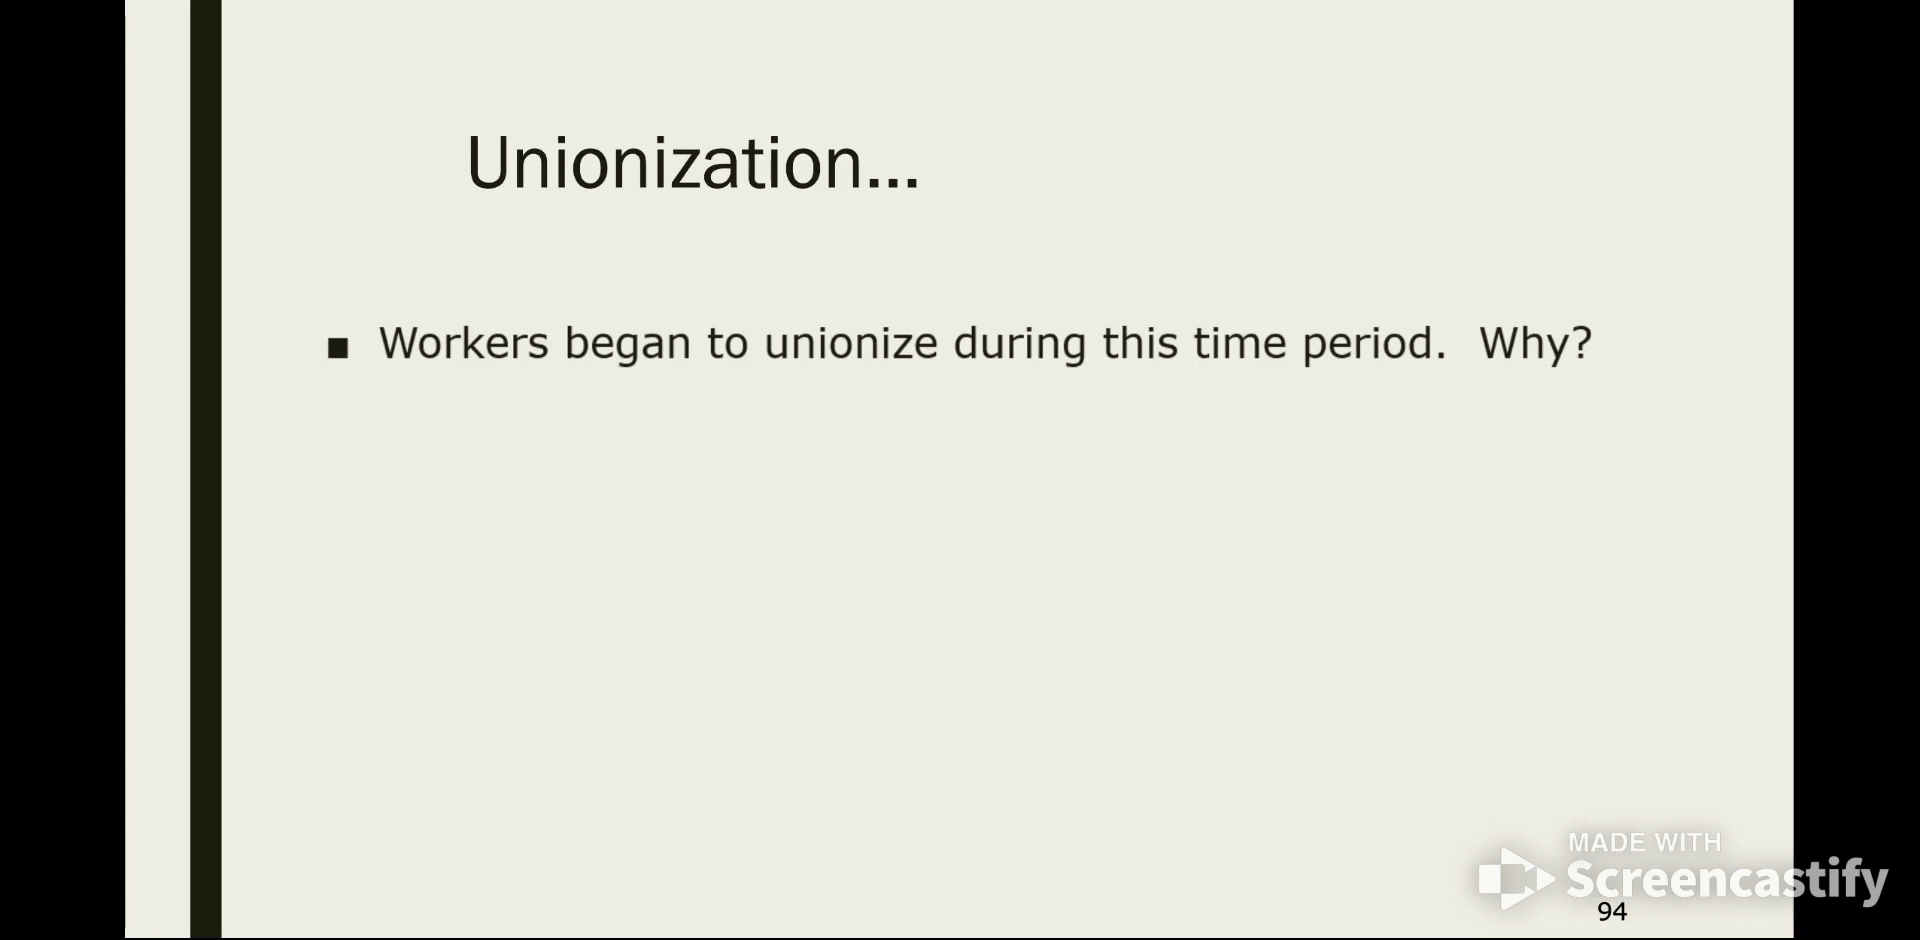 Unionization...
■ Workers began to unionize during this time period.  Why?
MADE WITH
Screencastify
94